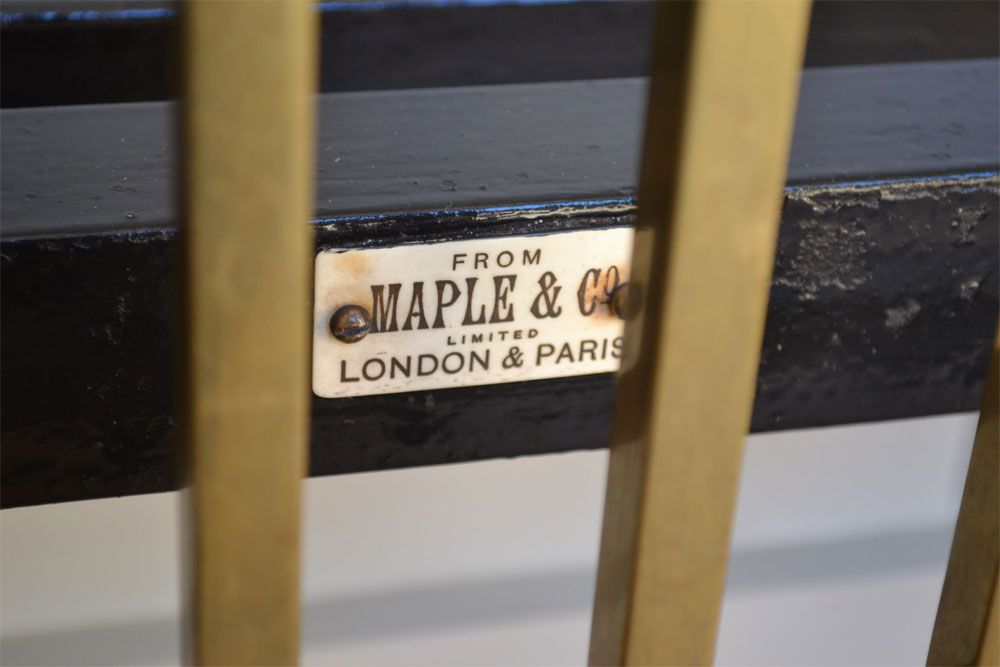 FROM
MAPLE & Co
LIMITED
LONDON & PARIS